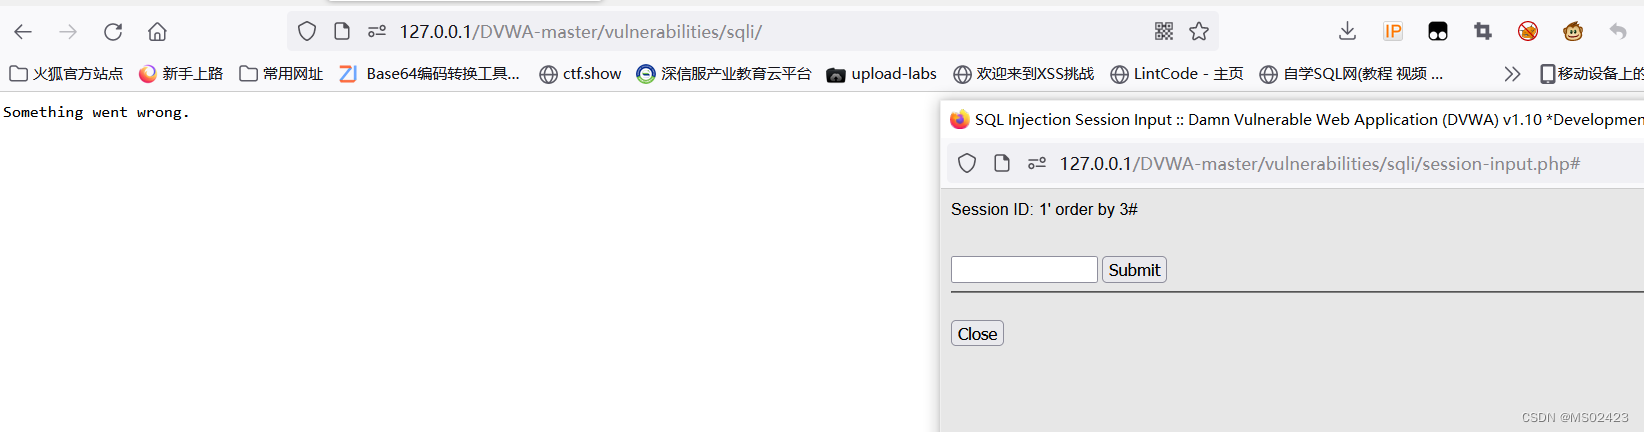 127.0.0.1/DVWA-master/vulnerabilities/sqli/
IP
火狐官方站点 新手上路 常用网址 Base64编码转换工具... ctf.show 深信服产业教育云平台 upload-labs 欢迎来到XSS挑战 LintCode - 主页 自学SQL网(教程 视频 ... 移动设备上的
Something went wrong.
SQL Injection Session Input :: Damn Vulnerable Web Application (DVWA) v1.10 *Developmen
127.0.0.1/DVWA-master/vulnerabilities/sqli/session-input.php#
Session ID: 1' order by 3#
Submit
Close
CSDN @MS02423